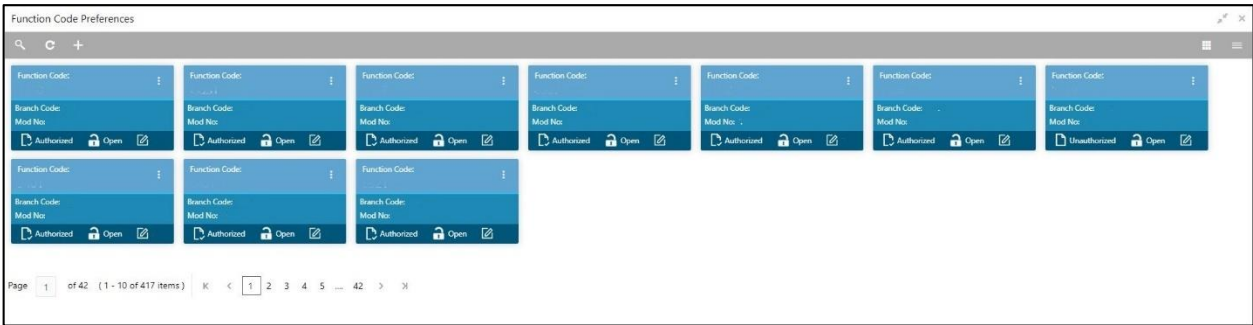 Function Code Preferences
Function Code: Function Code: Function Code: Function Code: Function Code: Function Code: Function Code:
Branch Code: Branch Code: Branch Code: Branch Code: Branch Code: Branch Code: Branch Code:
Mod No: Mod No: Mod No: Mod No: Mod No: Mod No: Mod No:
Authorized Open Authorized Open Authorized Open Authorized Open Authorized Open Authorized Open Unauthorized Open
Function Code: Function Code: Function Code:
Branch Code: Branch Code: Branch Code:
Mod No: Mod No: Mod No:
Authorized Open Authorized Open Authorized Open
Page 1 of 42 (1 - 10 of 417 items) 1 2 3 4 5 ... 42